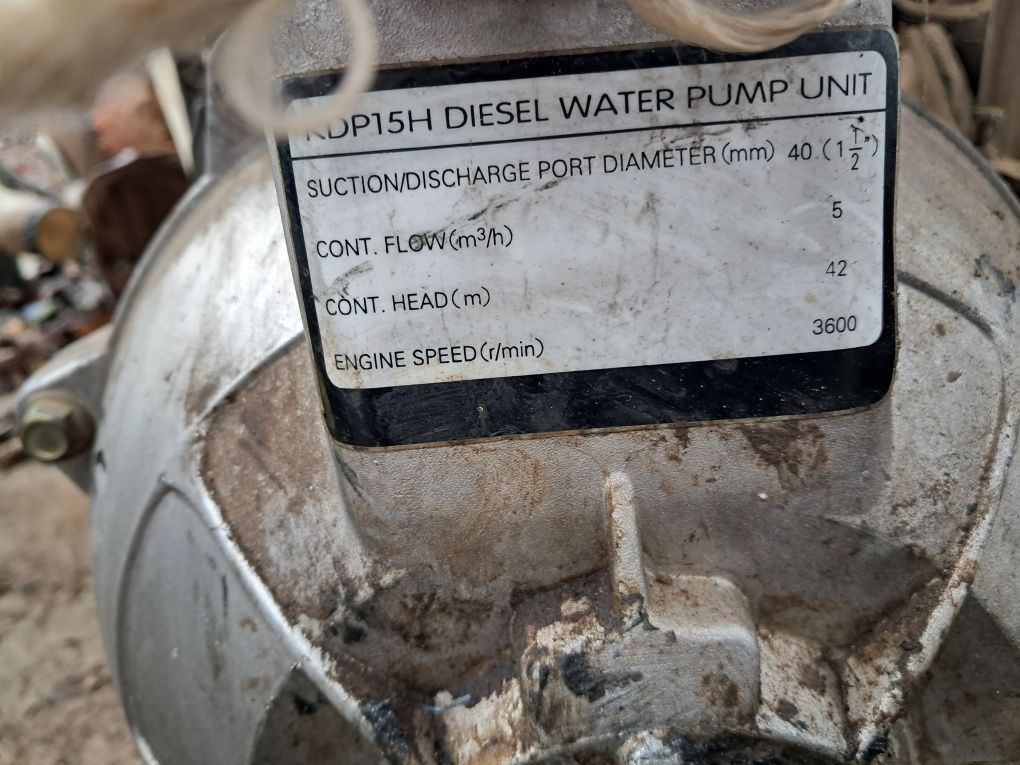 KDP15H DIESEL WATER PUMP UNIT
SUCTION/DISCHARGE PORT DIAMETER (mm) 40 (1 1/2")
CONT. FLOW (m³/h) 5
CONT. HEAD (m) 42
ENGINE SPEED (r/min) 3600